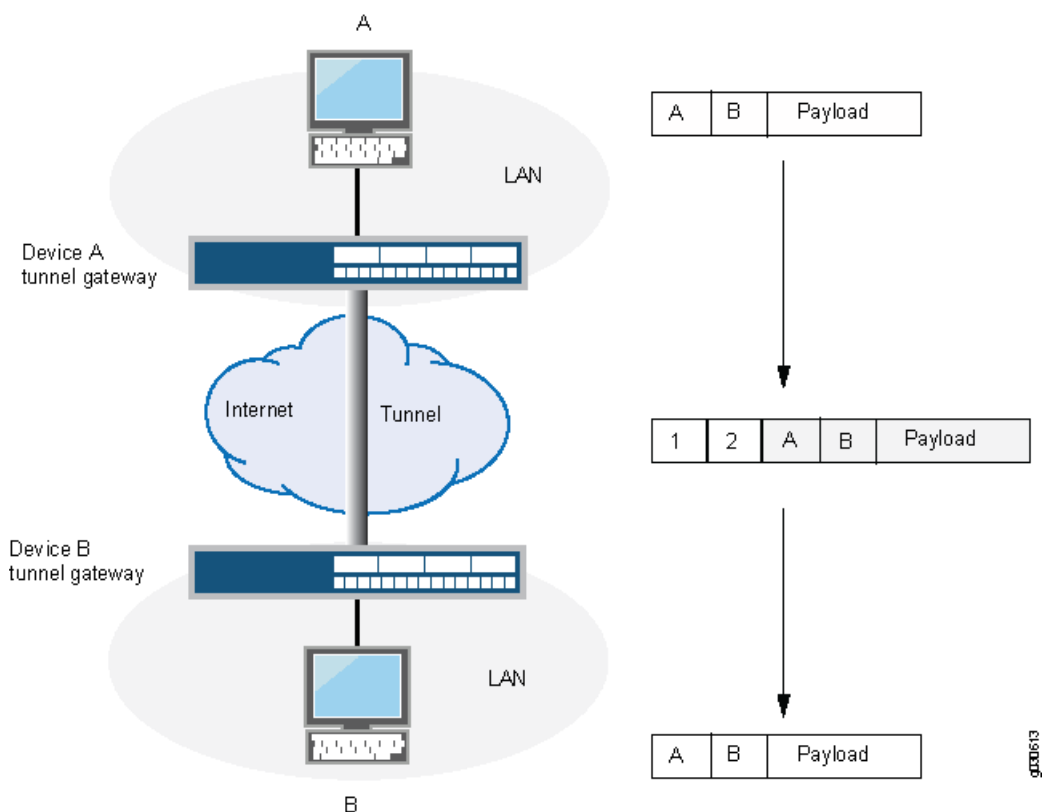 A
A B Payload
LAN
Device A
tunnel gateway
Internet Tunnel
1 2 A B Payload
Device B
tunnel gateway
LAN
A B Payload
B
g030613